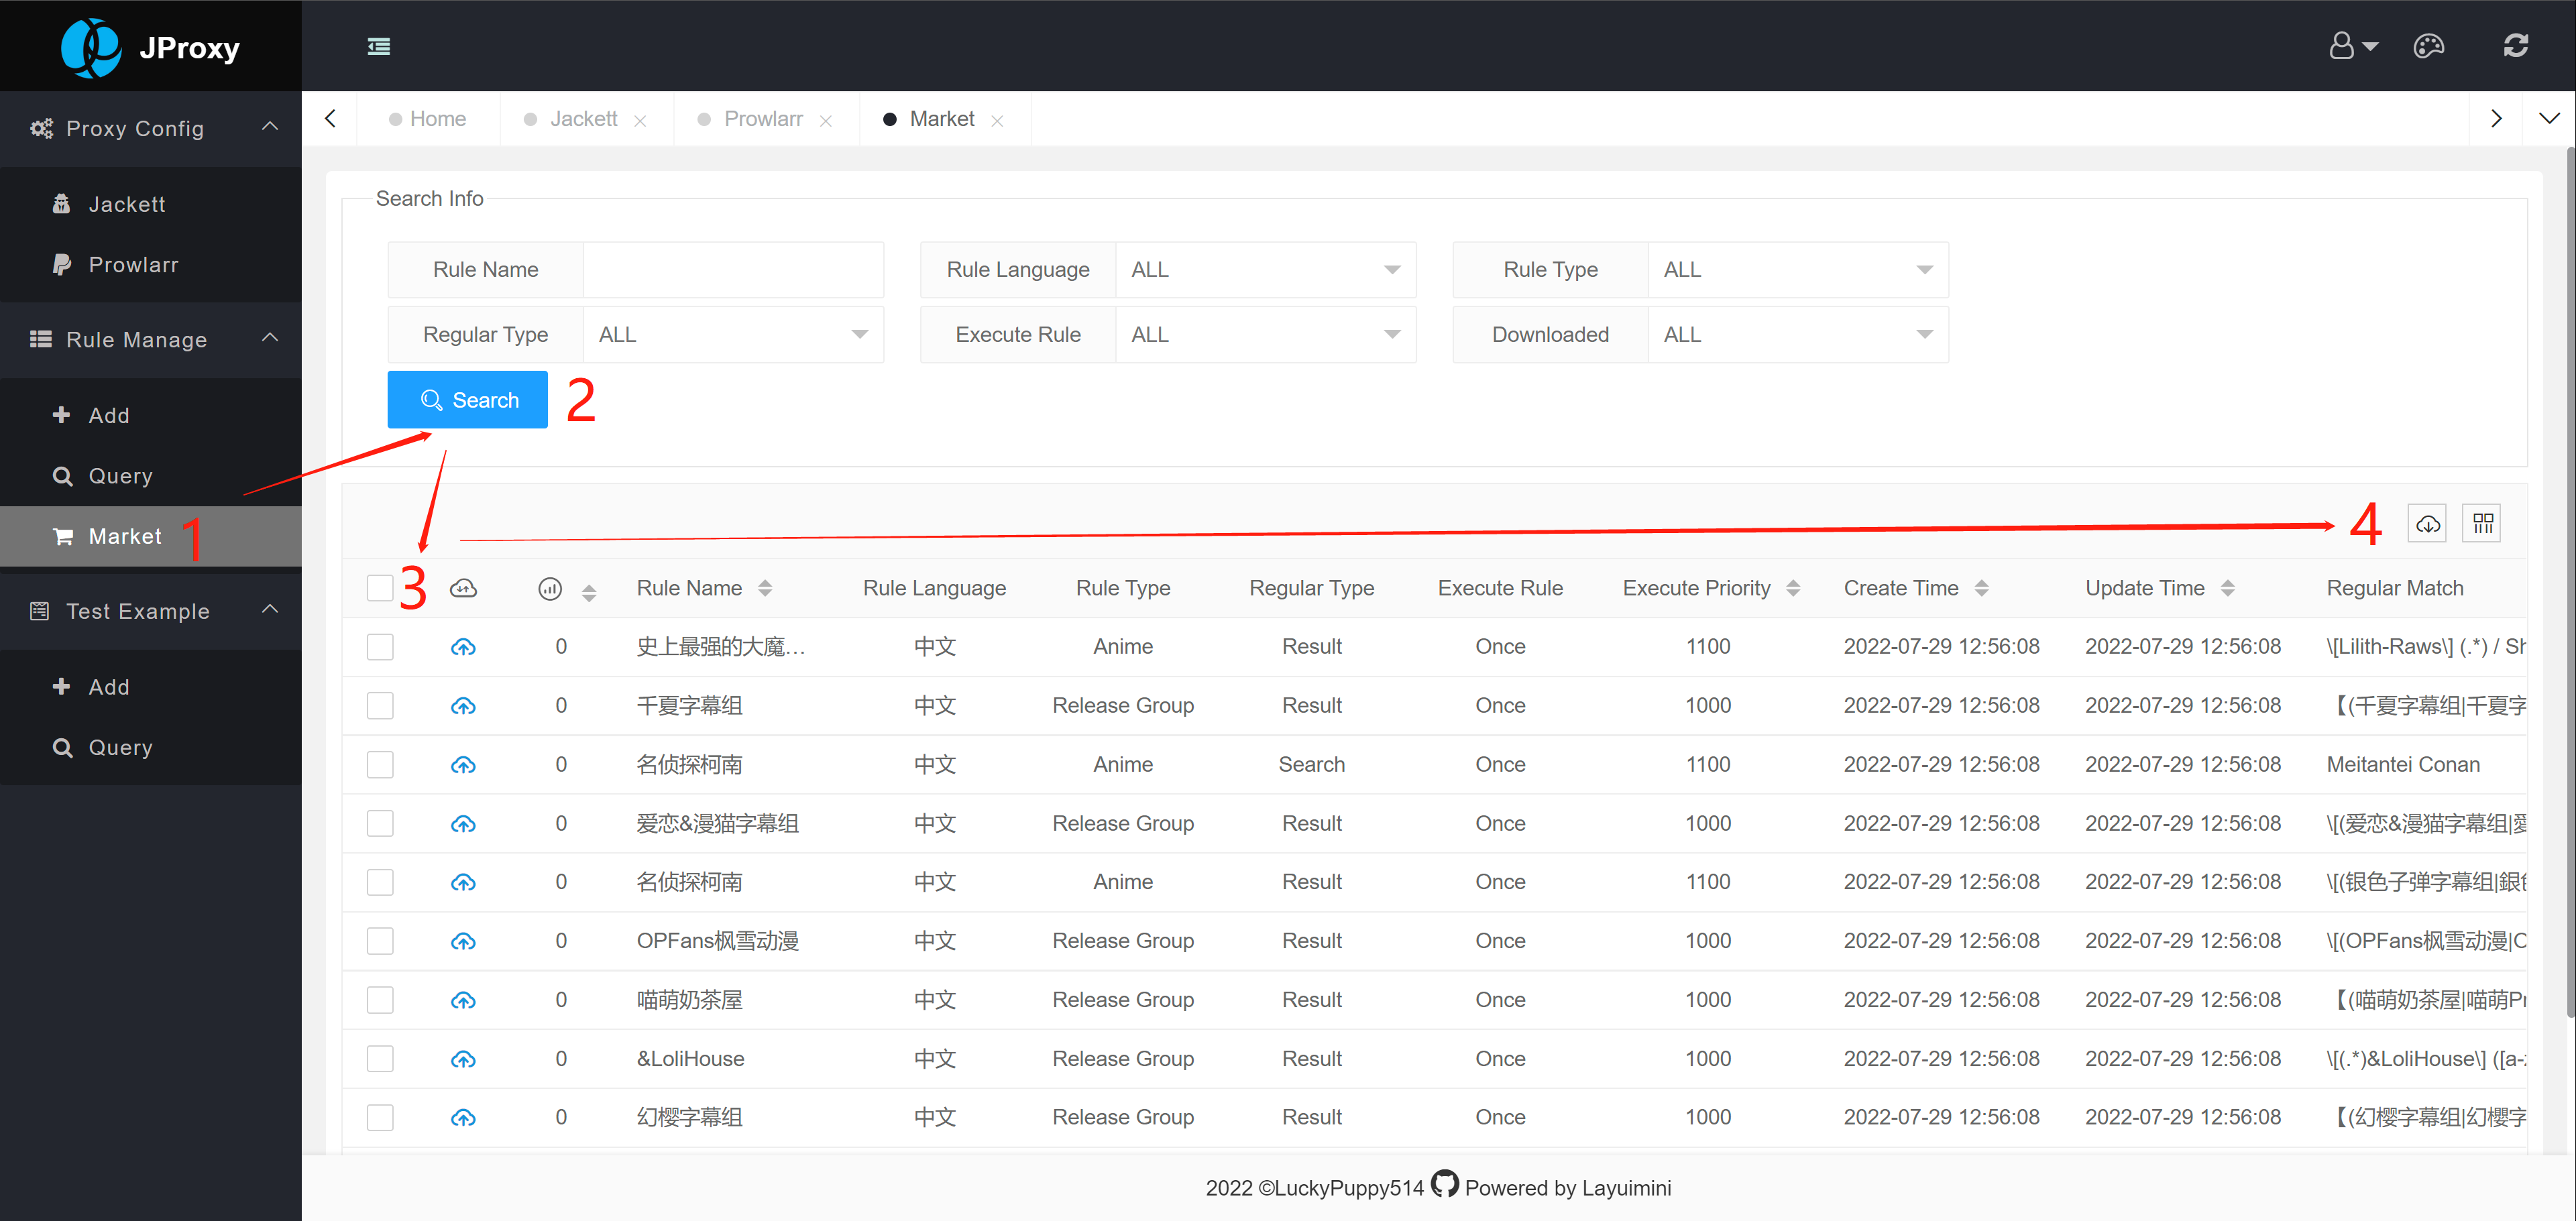 JProxy
Proxy Config
Jackett
Prowlarr
Rule Manage
Add
Query
Market 1
Test Example
Add
Query
Home Jackett Prowlarr Market
Search Info
Rule Name Rule Language ALL Rule Type ALL
Regular Type ALL Execute Rule ALL Downloaded ALL
Search 2
4
3 Rule Name Rule Language Rule Type Regular Type Execute Rule Execute Priority Create Time Update Time Regular Match
0 史上最强的大魔... 中文 Anime Result Once 1100 2022-07-29 12:56:08 2022-07-29 12:56:08 \[Lilith-Raws\] (.*) / Sh
0 千夏字幕组 中文 Release Group Result Once 1000 2022-07-29 12:56:08 2022-07-29 12:56:08 【(千夏字幕组|千夏字
0 名侦探柯南 中文 Anime Search Once 1100 2022-07-29 12:56:08 2022-07-29 12:56:08 Meitantei Conan
0 爱恋&漫猫字幕组 中文 Release Group Result Once 1000 2022-07-29 12:56:08 2022-07-29 12:56:08 \[(爱恋&漫猫字幕组|愛
0 名侦探柯南 中文 Anime Result Once 1100 2022-07-29 12:56:08 2022-07-29 12:56:08 \[(银色子弹字幕组|銀色
0 OPFans枫雪动漫 中文 Release Group Result Once 1000 2022-07-29 12:56:08 2022-07-29 12:56:08 \[(OPFans枫雪动漫|O
0 喵萌奶茶屋 中文 Release Group Result Once 1000 2022-07-29 12:56:08 2022-07-29 12:56:08 【(喵萌奶茶屋|喵萌Pr
0 &LoliHouse 中文 Release Group Result Once 1000 2022-07-29 12:56:08 2022-07-29 12:56:08 \[(.*)&LoliHouse\] ([a-z
0 幻樱字幕组 中文 Release Group Result Once 1000 2022-07-29 12:56:08 2022-07-29 12:56:08 【(幻樱字幕组|幻櫻字
2022 ©LuckyPuppy514 Powered by Layuimini